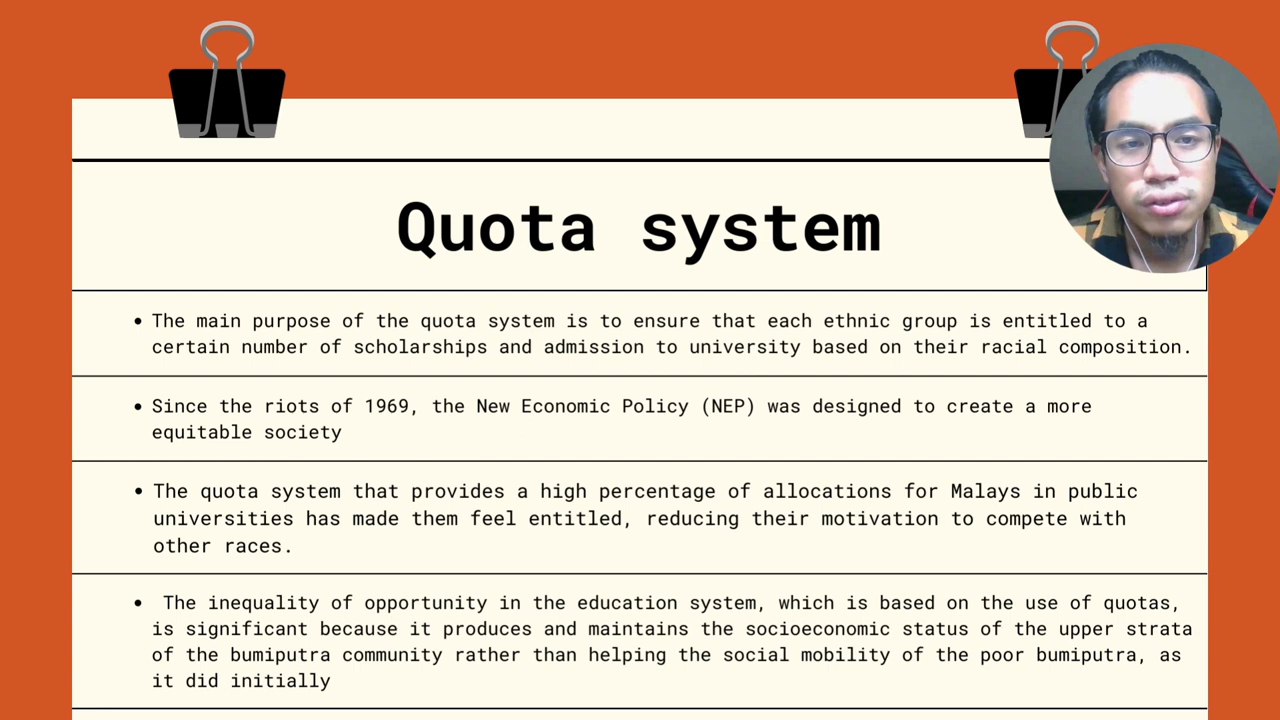 Quota system
• The main purpose of the quota system is to ensure that each ethnic group is entitled to a
certain number of scholarships and admission to university based on their racial composition.
• Since the riots of 1969, the New Economic Policy (NEP) was designed to create a more
equitable society
• The quota system that provides a high percentage of allocations for Malays in public
universities has made them feel entitled, reducing their motivation to compete with
other races.
• The inequality of opportunity in the education system, which is based on the use of quotas,
is significant because it produces and maintains the socioeconomic status of the upper strata
of the bumiputra community rather than helping the social mobility of the poor bumiputra, as
it did initially